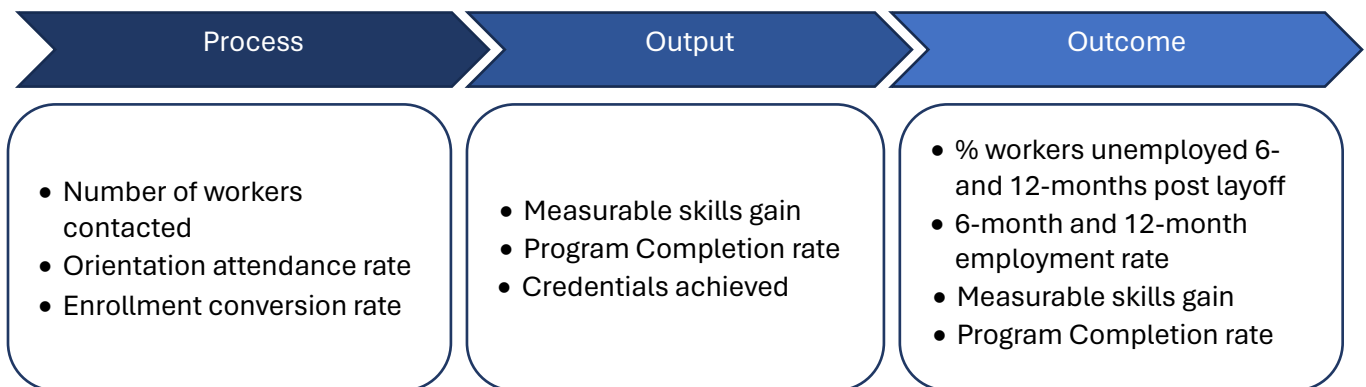 Process
Output
Outcome
• Number of workers
contacted
• Orientation attendance rate
• Enrollment conversion rate
• Measurable skills gain
• Program Completion rate
• Credentials achieved
• % workers unemployed 6-
and 12-months post layoff
• 6-month and 12-month
employment rate
• Measurable skills gain
• Program Completion rate